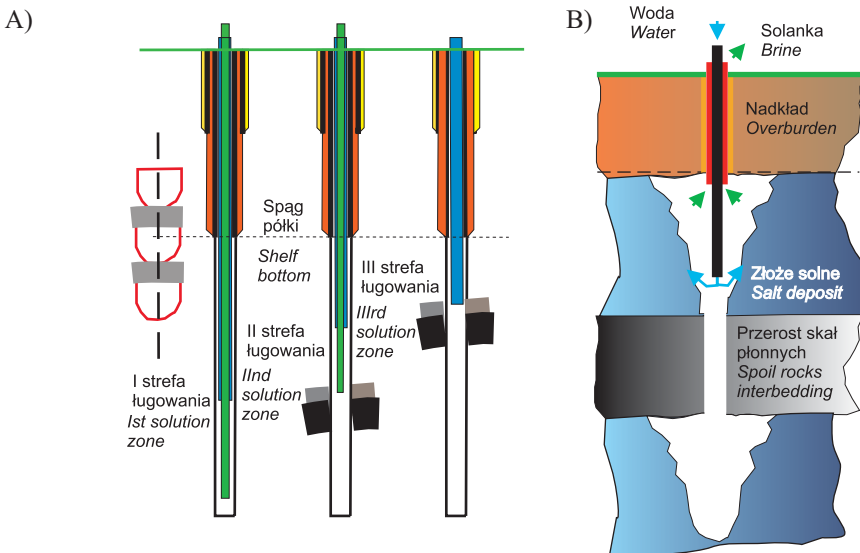 A)
Spąg
półki
Shelf
bottom
III strefa
ługowania
IIIrd
solution
zone
II strefa
ługowania
IInd
solution
zone
I strefa
ługowania
Ist solution
zone
B)
Woda
Water
Solanka
Brine
Nadkład
Overburden
Złoże solne
Salt deposit
Przerost skał
płonnych
Spoil rocks
interbedding